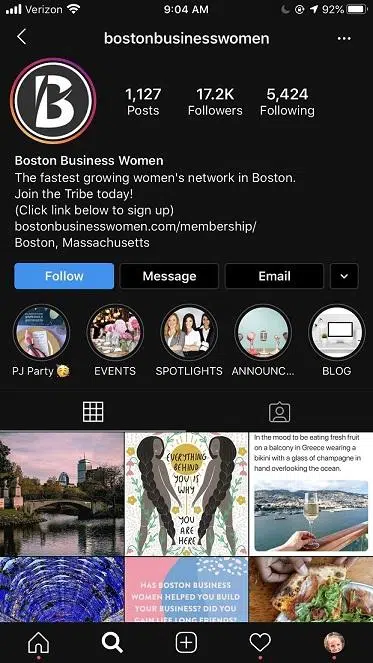 Verizon 9:04 AM 92%
bostonbusinesswomen
1,127 17.2K 5,424
Posts Followers Following
B
Boston Business Women
The fastest growing women's network in Boston.
Join the Tribe today!
(Click link below to sign up)
bostonbusinesswomen.com/membership/
Boston, Massachusetts
Follow Message Email
PJ Party 🥳 EVENTS SPOTLIGHTS ANNOUNC... BLOG
EVERYTHING
BEHIND
YOU IS
WHY
YOU ARE
HERE
In the mood to be eating fresh fruit
on a balcony in Greece wearing a
bikini with a glass of champagne in
hand overlooking the ocean.
HAS BOSTON BUSINESS
WOMEN HELPED YOU BUILD
YOUR BUSINESS? DID YOU
GAIN LIFE LONG FRIENDS?